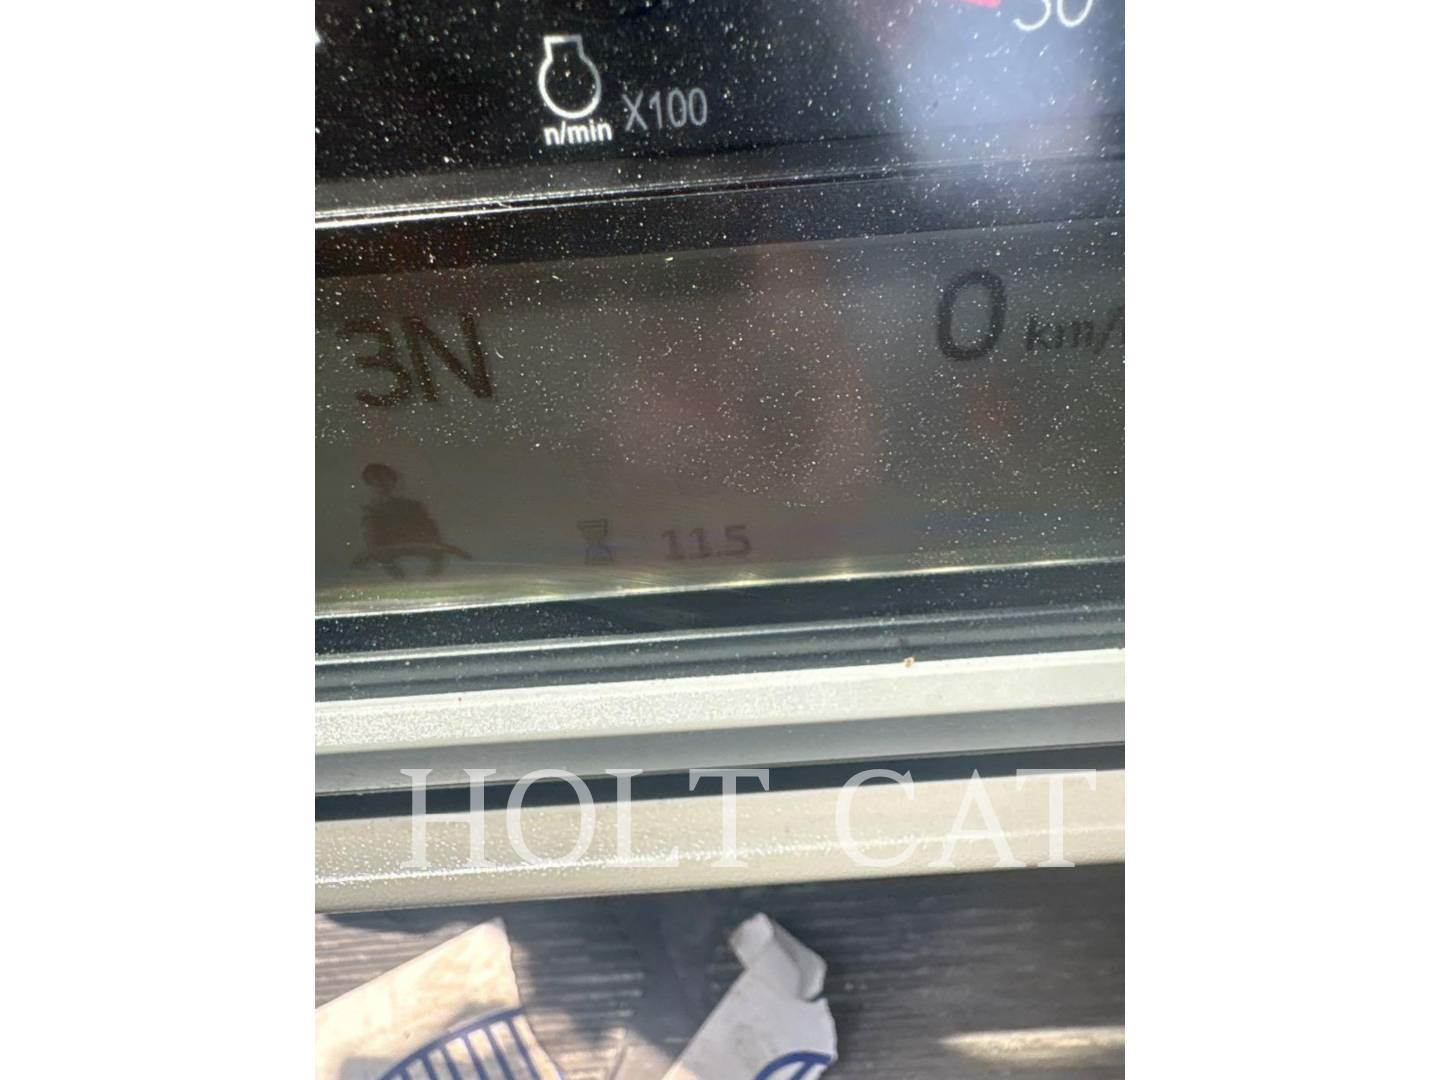 30
n/min X100
3N
0 km/
11.5
HOLT CAT